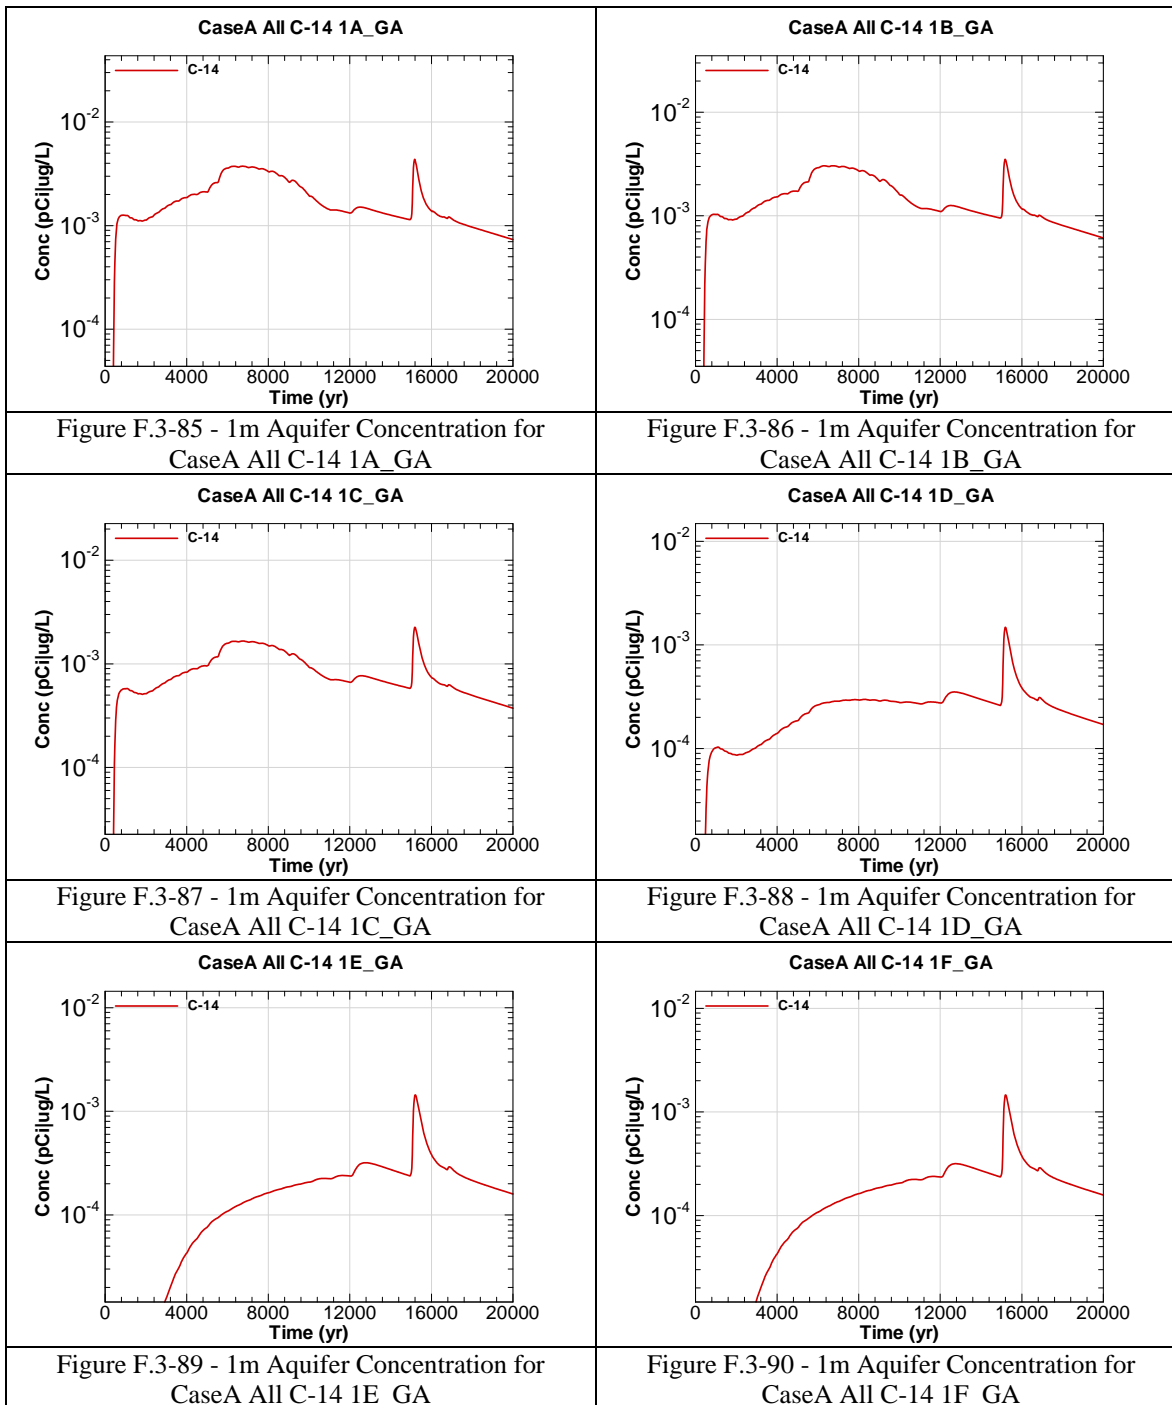 CaseA All C-14 1A_GA
C-14
10-2
10-3
10-4
Conc (pCi|ug/L)
0 4000 8000 12000 16000 20000
Time (yr)
Figure F.3-85 - 1m Aquifer Concentration for
CaseA All C-14 1A_GA
CaseA All C-14 1B_GA
C-14
10-2
10-3
10-4
Conc (pCi|ug/L)
0 4000 8000 12000 16000 20000
Time (yr)
Figure F.3-86 - 1m Aquifer Concentration for
CaseA All C-14 1B_GA
CaseA All C-14 1C_GA
C-14
10-2
10-3
10-4
Conc (pCi|ug/L)
0 4000 8000 12000 16000 20000
Time (yr)
Figure F.3-87 - 1m Aquifer Concentration for
CaseA All C-14 1C_GA
CaseA All C-14 1D_GA
C-14
10-2
10-3
10-4
Conc (pCi|ug/L)
0 4000 8000 12000 16000 20000
Time (yr)
Figure F.3-88 - 1m Aquifer Concentration for
CaseA All C-14 1D_GA
CaseA All C-14 1E_GA
C-14
10-2
10-3
10-4
Conc (pCi|ug/L)
0 4000 8000 12000 16000 20000
Time (yr)
Figure F.3-89 - 1m Aquifer Concentration for
CaseA All C-14 1E_GA
CaseA All C-14 1F_GA
C-14
10-2
10-3
10-4
Conc (pCi|ug/L)
0 4000 8000 12000 16000 20000
Time (yr)
Figure F.3-90 - 1m Aquifer Concentration for
CaseA All C-14 1F_GA